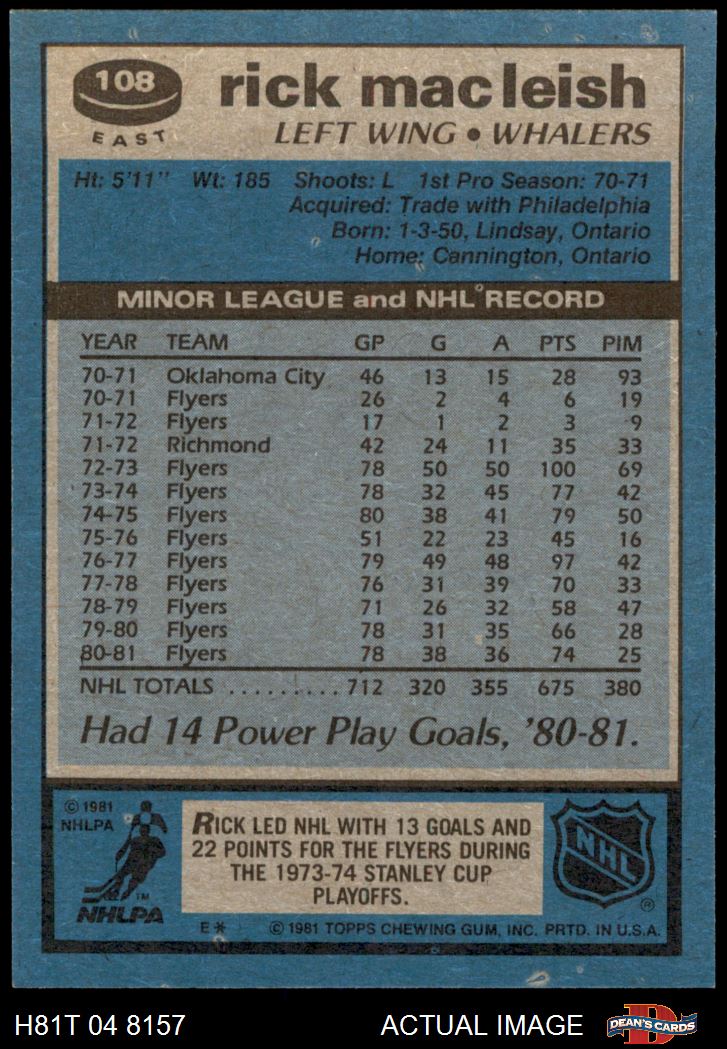 108
EAST
rick macleish
LEFT WING • WHALERS
Ht: 5'11" Wt: 185 Shoots: L 1st Pro Season: 70-71
Acquired: Trade with Philadelphia
Born: 1-3-50, Lindsay, Ontario
Home: Cannington, Ontario
MINOR LEAGUE and NHL RECORD
YEAR TEAM GP G A PTS PIM
70-71 Oklahoma City 46 13 15 28 93
70-71 Flyers 26 2 4 6 19
71-72 Flyers 17 1 2 3 9
71-72 Richmond 42 24 11 35 33
72-73 Flyers 78 50 50 100 69
73-74 Flyers 78 32 45 77 42
74-75 Flyers 80 38 41 79 50
75-76 Flyers 51 22 23 45 16
76-77 Flyers 79 49 48 97 42
77-78 Flyers 76 31 39 70 33
78-79 Flyers 71 26 32 58 47
79-80 Flyers 78 31 35 66 28
80-81 Flyers 78 38 36 74 25
NHL TOTALS .......... 712 320 355 675 380
Had 14 Power Play Goals, '80-81.
© 1981
NHLPA
TM
NHLPA
RICK LED NHL WITH 13 GOALS AND
22 POINTS FOR THE FLYERS DURING
THE 1973-74 STANLEY CUP
PLAYOFFS.
NHL
®
E* © 1981 TOPPS CHEWING GUM, INC. PRTD. IN U.S.A.
H81T 04 8157 ACTUAL IMAGE
D
DEAN'S CARDS